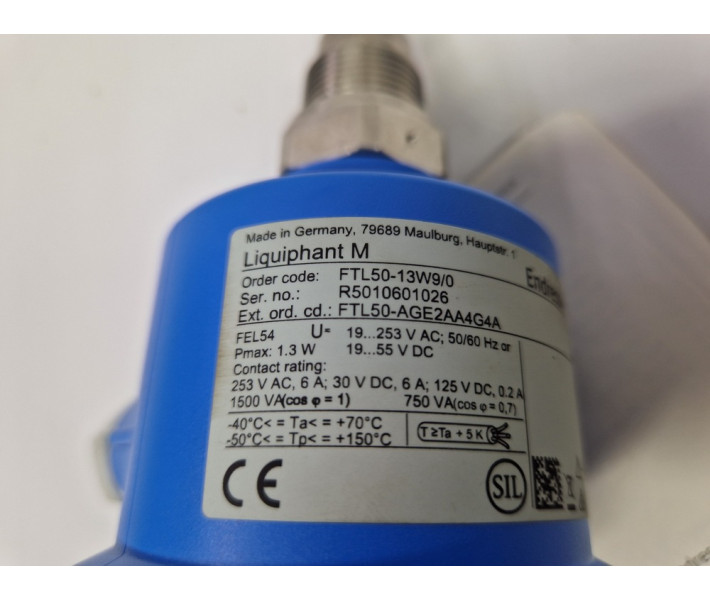 Made in Germany, 79689 Maulburg, Hauptstr. 1
Liquiphant M
Endres
Order code: FTL50-13W9/0
Ser. no.: R5010601026
Ext. ord. cd.: FTL50-AGE2AA4G4A
FEL54 U= 19...253 V AC; 50/60 Hz or
Pmax: 1.3 W 19...55 V DC
Contact rating:
253 V AC, 6 A; 30 V DC, 6 A; 125 V DC, 0.2 A
1500 VA(cos φ = 1) 750 VA(cos φ = 0,7)
-40°C< = Ta< = +70°C
-50°C< = Tp< = +150°C
T ≥Ta + 5 K
CE
SIL